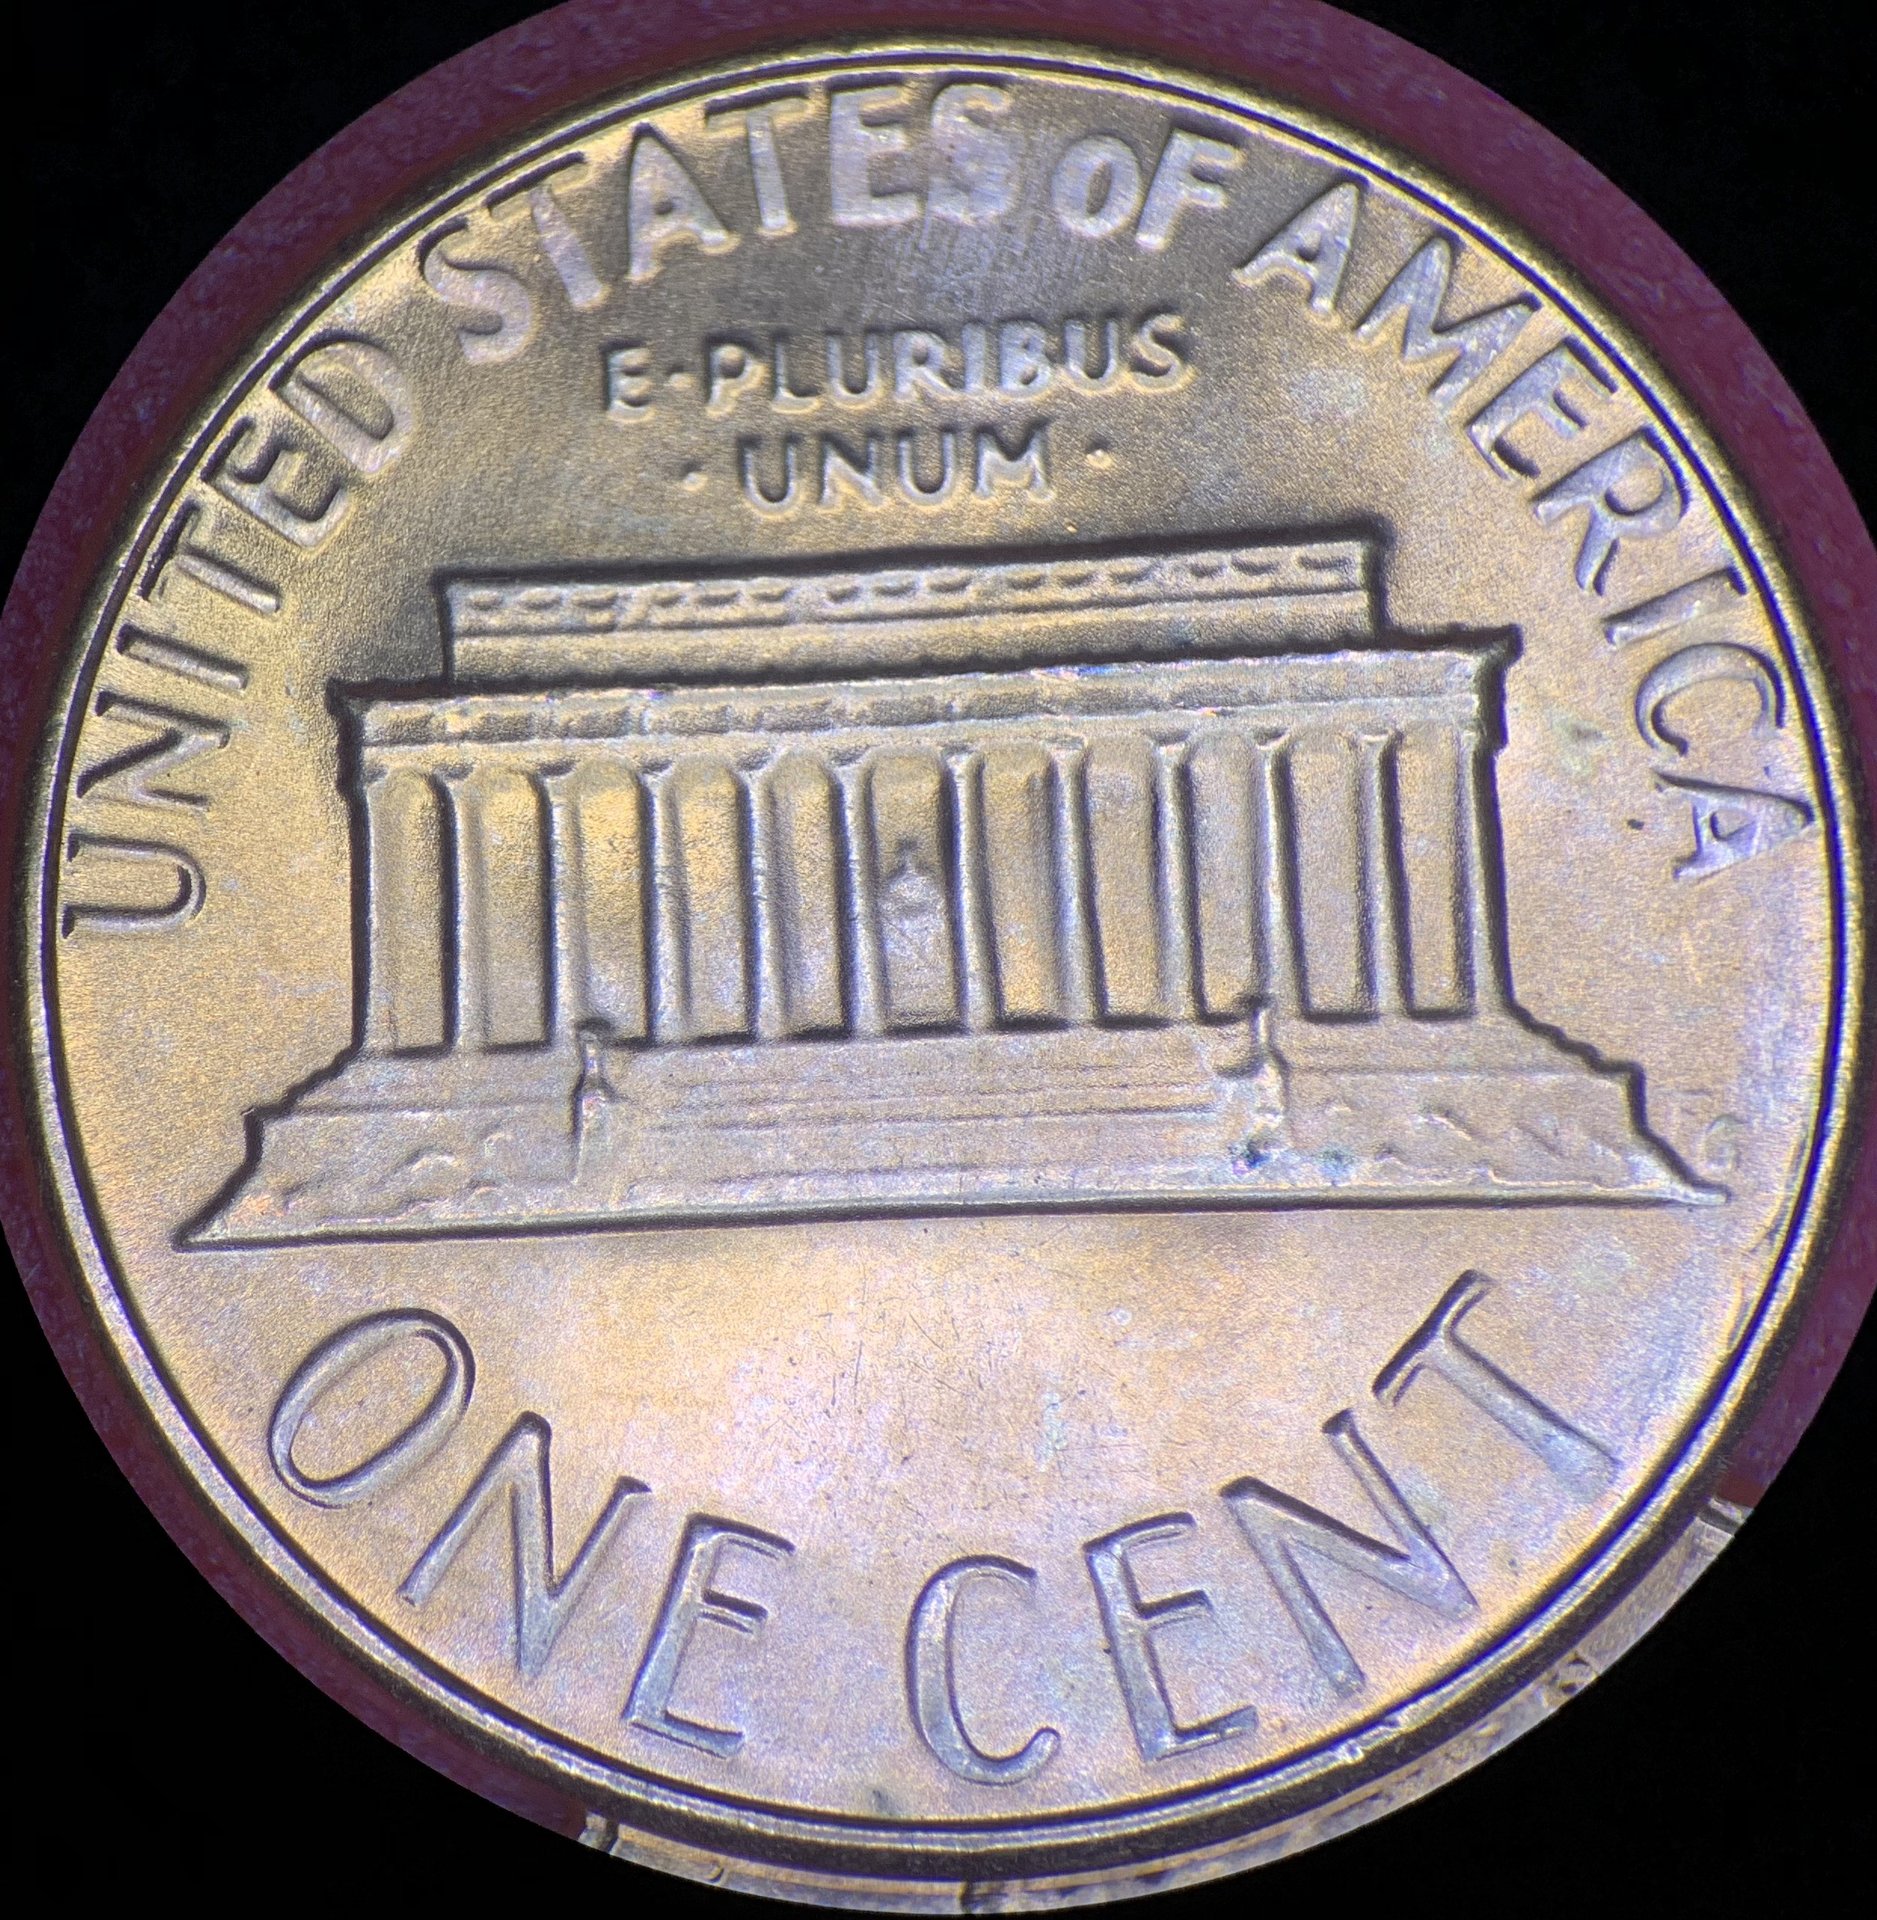 UNITED STATES OF AMERICA
E·PLURIBUS
·UNUM·
ONE CENT